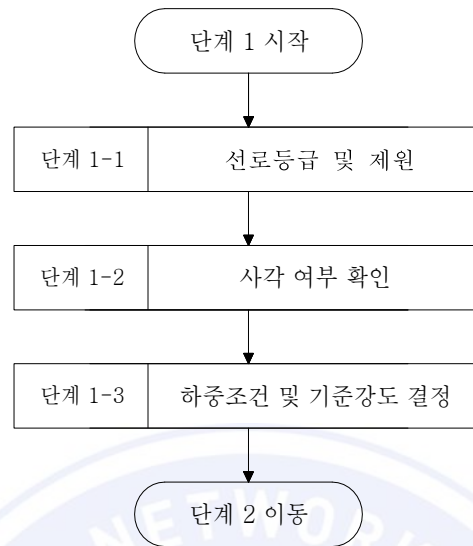 단계 1 시작
단계 1-1 선로등급 및 제원
단계 1-2 사각 여부 확인
단계 1-3 하중조건 및 기준강도 결정
NETWORK
단계 2 이동